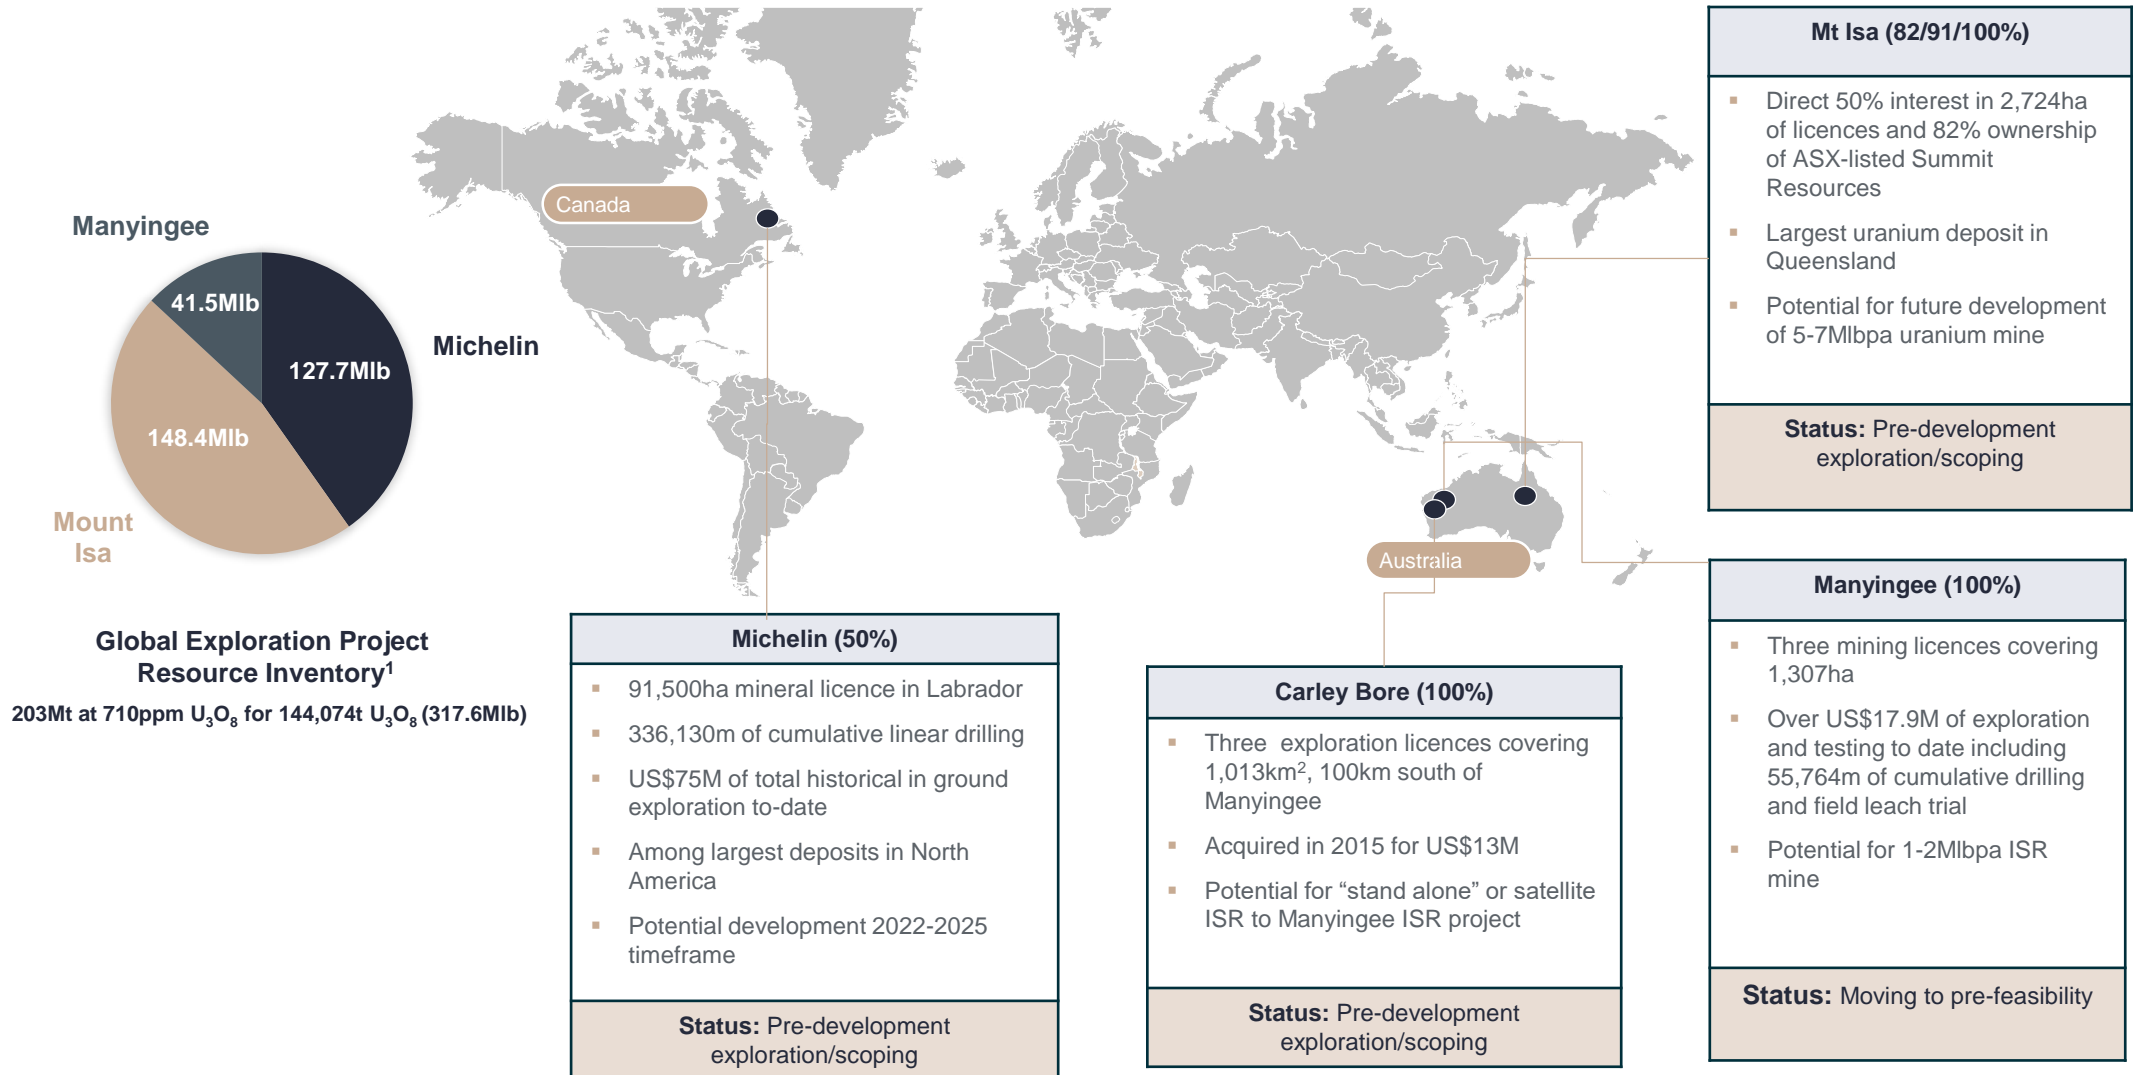 Manyingee
41.5Mlb
127.7Mlb
Michelin
148.4Mlb
Mount
Isa
Global Exploration Project
Resource Inventory¹
203Mt at 710ppm U₃O₈ for 144,074t U₃O₈ (317.6Mlb)
Canada
Australia
Michelin (50%)
▪ 91,500ha mineral licence in Labrador
▪ 336,130m of cumulative linear drilling
▪ US$75M of total historical in ground
exploration to-date
▪ Among largest deposits in North
America
▪ Potential development 2022-2025
timeframe
Status: Pre-development
exploration/scoping
Carley Bore (100%)
▪ Three exploration licences covering
1,013km², 100km south of
Manyingee
▪ Acquired in 2015 for US$13M
▪ Potential for “stand alone” or satellite
ISR to Manyingee ISR project
Status: Pre-development
exploration/scoping
Mt Isa (82/91/100%)
▪ Direct 50% interest in 2,724ha
of licences and 82% ownership
of ASX-listed Summit
Resources
▪ Largest uranium deposit in
Queensland
▪ Potential for future development
of 5-7Mlbpa uranium mine
Status: Pre-development
exploration/scoping
Manyingee (100%)
▪ Three mining licences covering
1,307ha
▪ Over US$17.9M of exploration
and testing to date including
55,764m of cumulative drilling
and field leach trial
▪ Potential for 1-2Mlbpa ISR
mine
Status: Moving to pre-feasibility